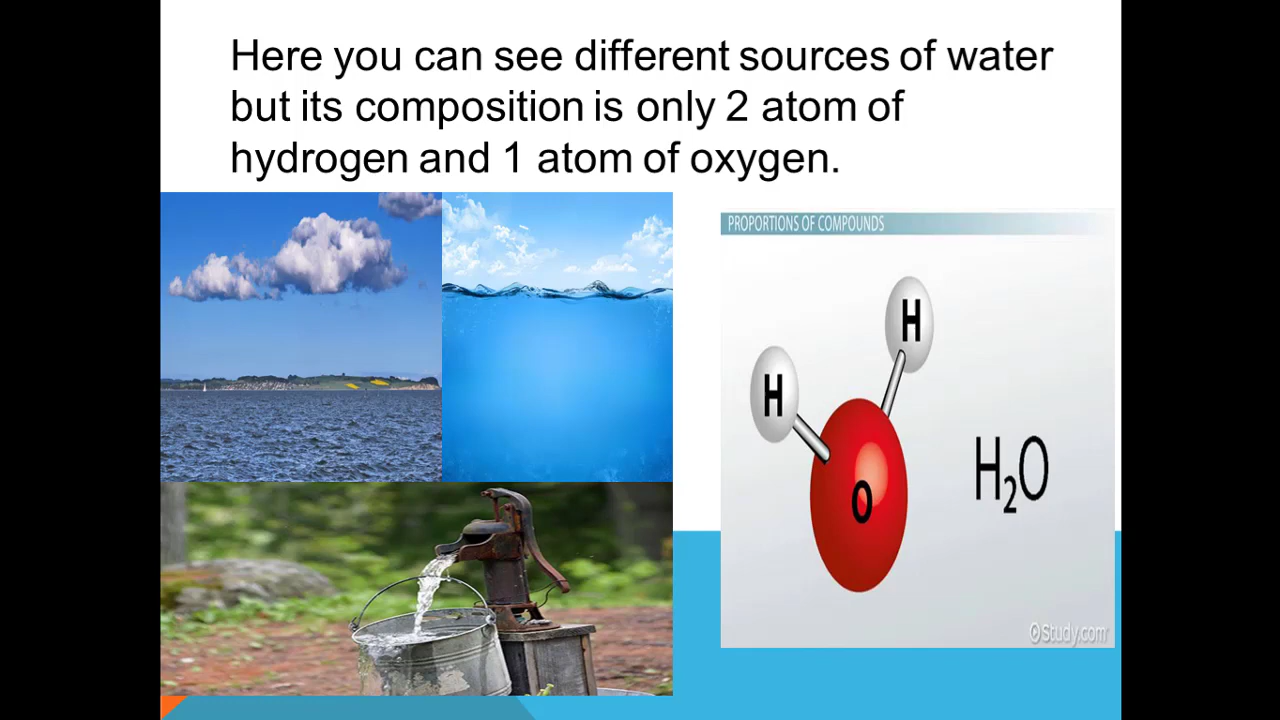 Here you can see different sources of water
but its composition is only 2 atom of
hydrogen and 1 atom of oxygen.
PROPORTIONS OF COMPOUNDS
H
H
O
H₂O
Study.com